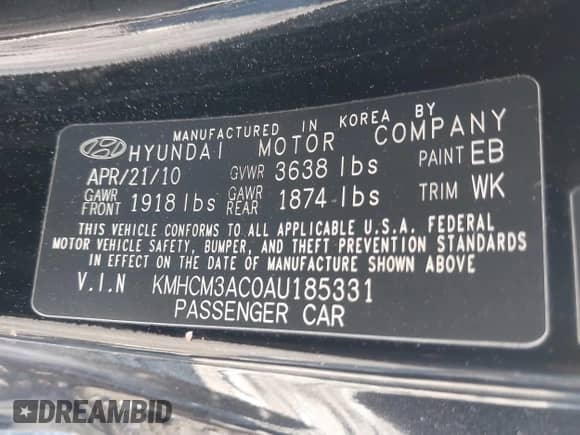 MANUFACTURED IN KOREA BY
HYUNDAI MOTOR COMPANY
APR/21/10 GVWR 3638 lbs PAINT EB
GAWR FRONT 1918 lbs GAWR REAR 1874 lbs TRIM WK
THIS VEHICLE CONFORMS TO ALL APPLICABLE U.S.A. FEDERAL
MOTOR VEHICLE SAFETY, BUMPER, AND THEFT PREVENTION STANDARDS
IN EFFECT ON THE DATE OF MANUFACTURE SHOWN ABOVE
V.I.N KMHCM3AC0AU185331
PASSENGER CAR
DREAMBID